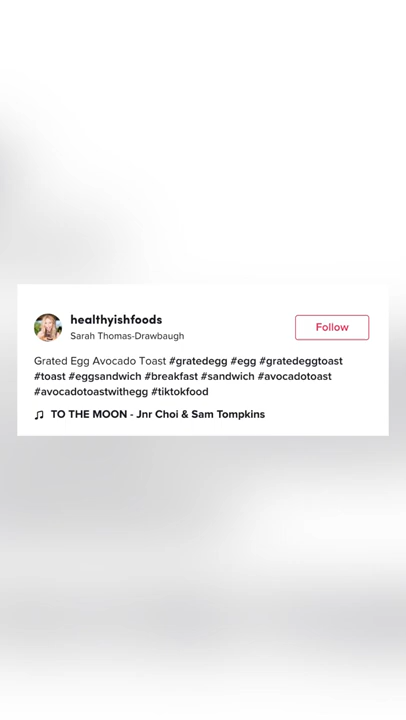 healthyishfoods
Sarah Thomas-Drawbaugh
Follow
Grated Egg Avocado Toast #gratedegg #egg #gratedeggtoast
#toast #eggsandwich #breakfast #sandwich #avocadotoast
#avocadotoastwithegg #tiktokfood
TO THE MOON - Jnr Choi & Sam Tompkins